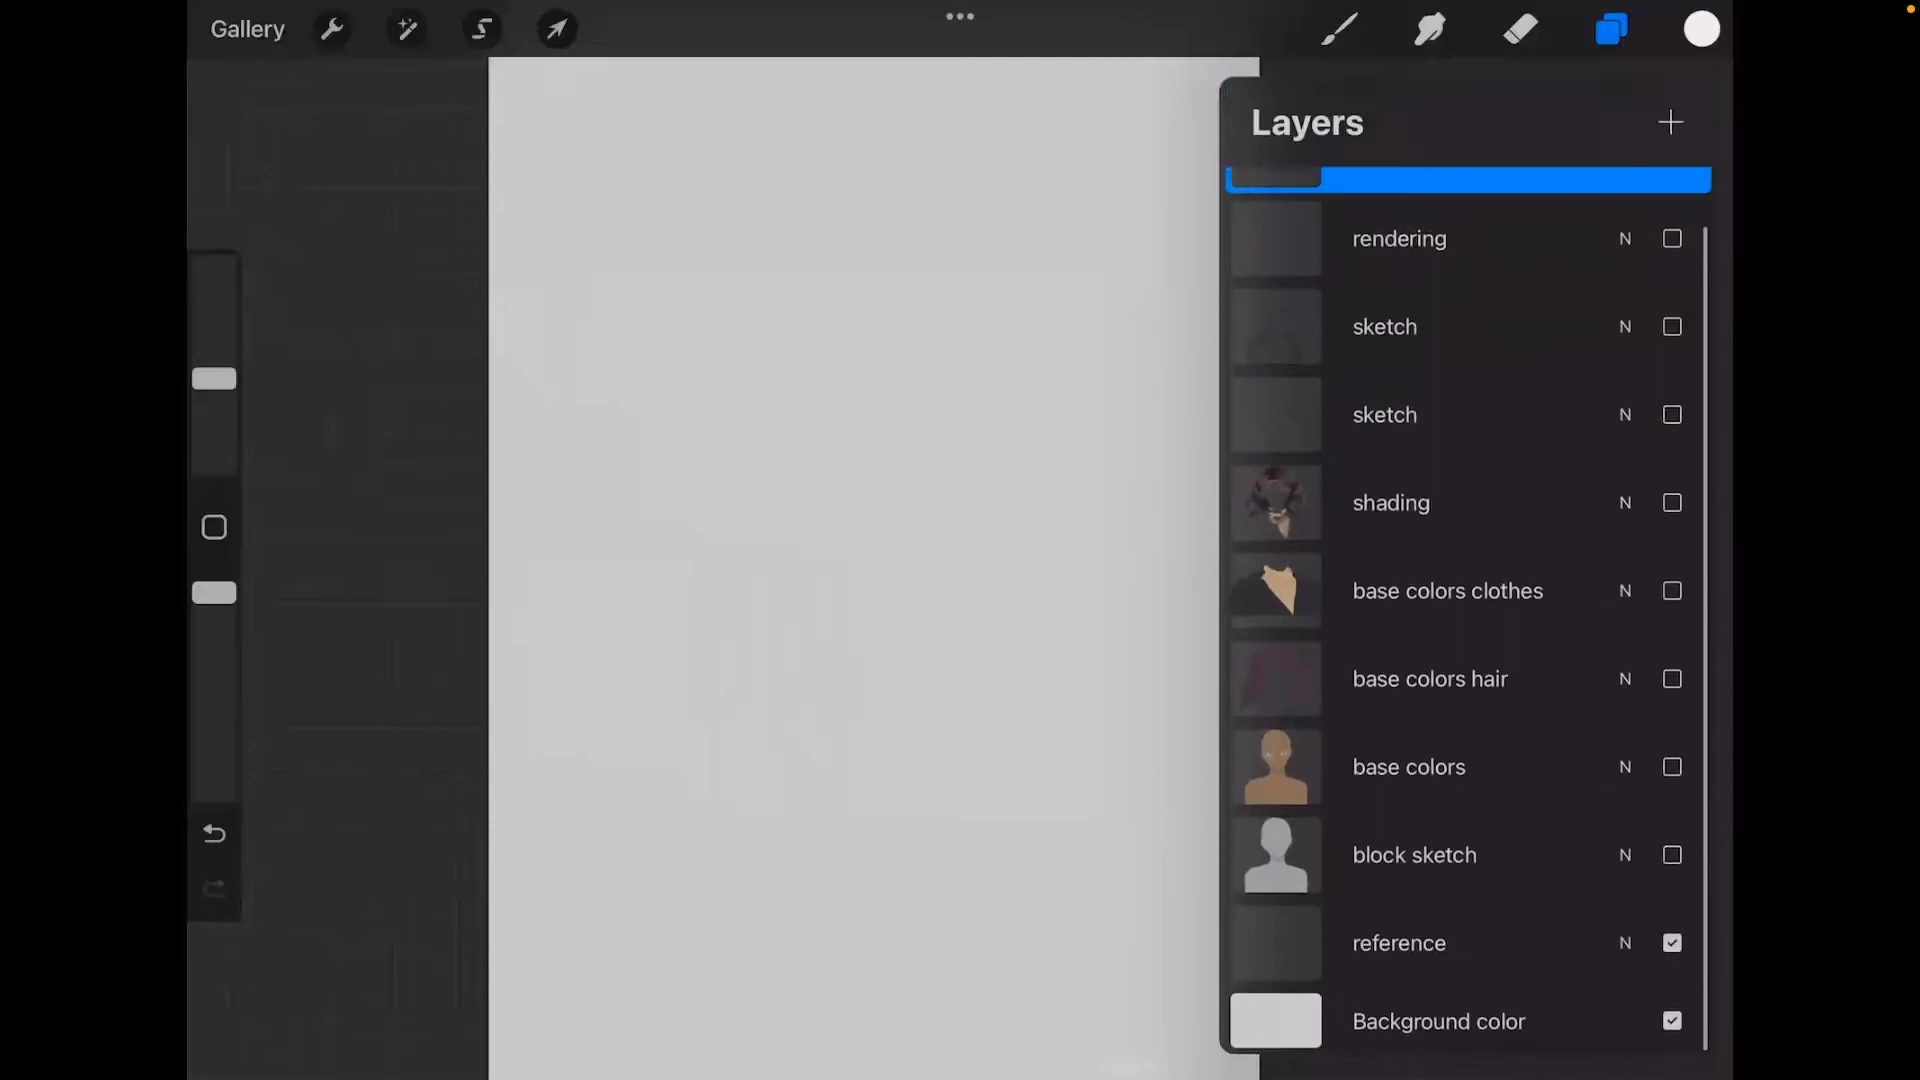 Gallery
Layers
rendering N
sketch N
sketch N
shading N
base colors clothes N
base colors hair N
base colors N
block sketch N
reference N
Background color